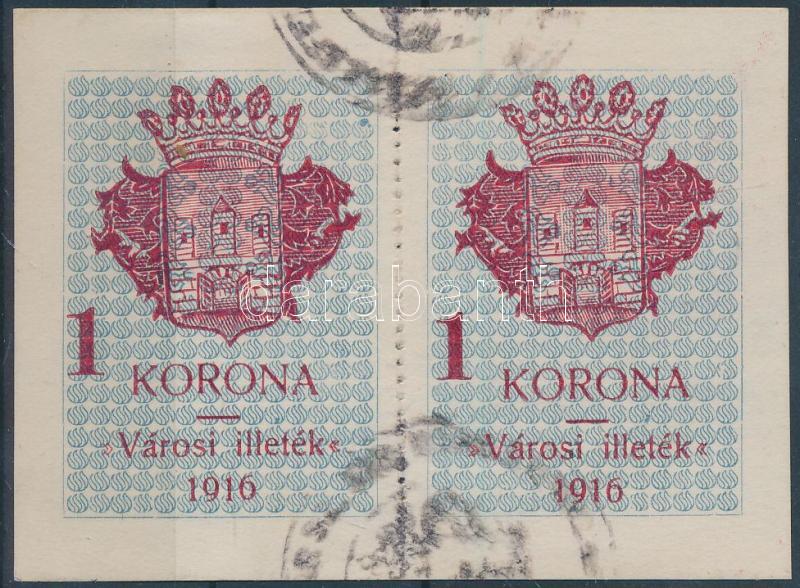 1 KORONA
»Városi illeték«
1916
1 KORONA
»Városi illeték«
1916
darabanth